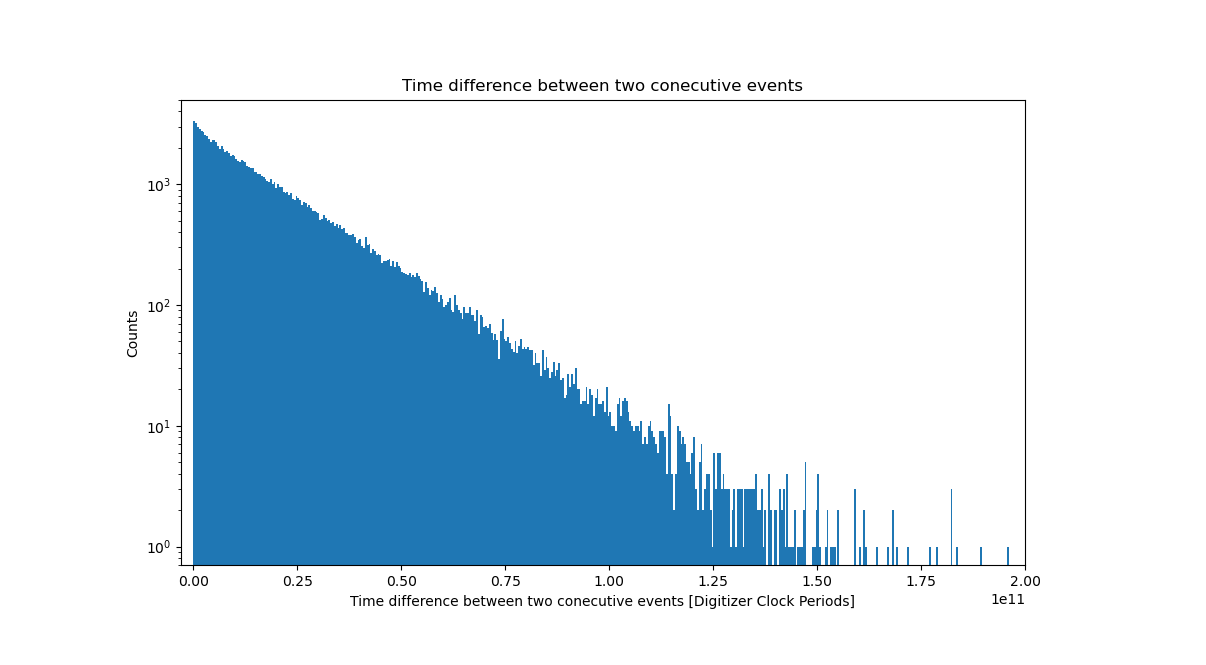 Time difference between two conecutive events
Counts
10³
10²
10¹
10⁰
0.00 0.25 0.50 0.75 1.00 1.25 1.50 1.75 2.00
1e11
Time difference between two conecutive events [Digitizer Clock Periods]